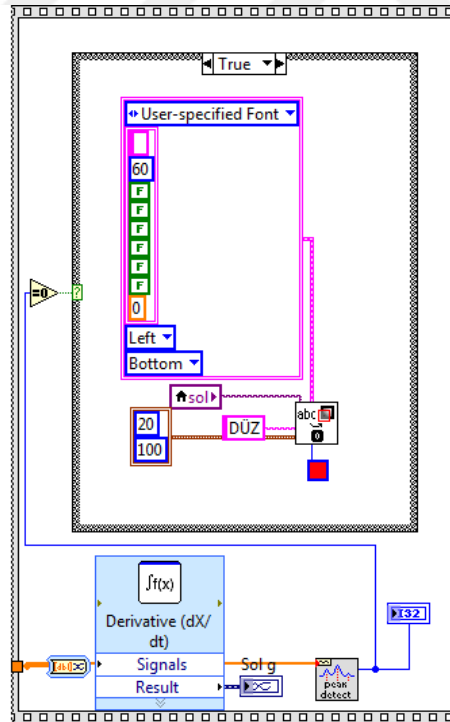 True
User-specified Font
60
F
F
F
F
F
F
0
Left
Bottom
=0
?
sol
abc
0
20
100
DÜZ
∫f(x)
Derivative (dX/
dt)
Signals
Result
Sol g
[dbl]
peak
detect
I32